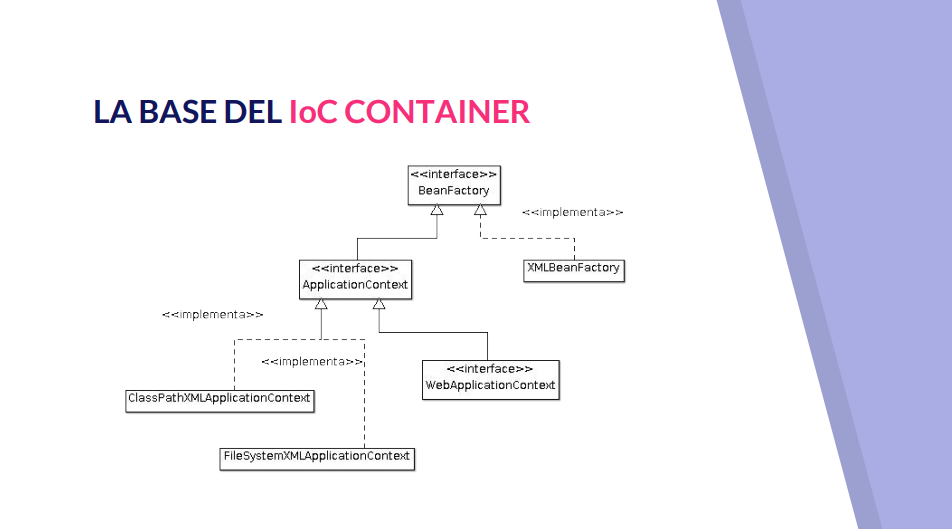 LA BASE DEL IoC CONTAINER
<<interface>>
BeanFactory
<<implementa>>
<<interface>>
ApplicationContext
XMLBeanFactory
<<implementa>>
<<implementa>>
<<interface>>
WebApplicationContext
ClassPathXMLApplicationContext
FileSystemXMLApplicationContext